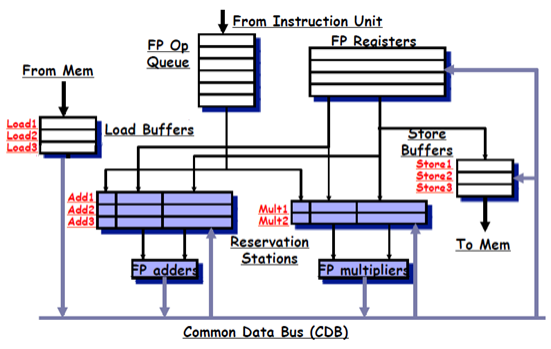 From Instruction Unit
FP Op
Queue
FP Registers
From Mem
Load1
Load2
Load3
Load Buffers
Store
Buffers
Store1
Store2
Store3
Add1
Add2
Add3
Mult1
Mult2
Reservation
Stations
To Mem
FP adders
FP multipliers
Common Data Bus (CDB)